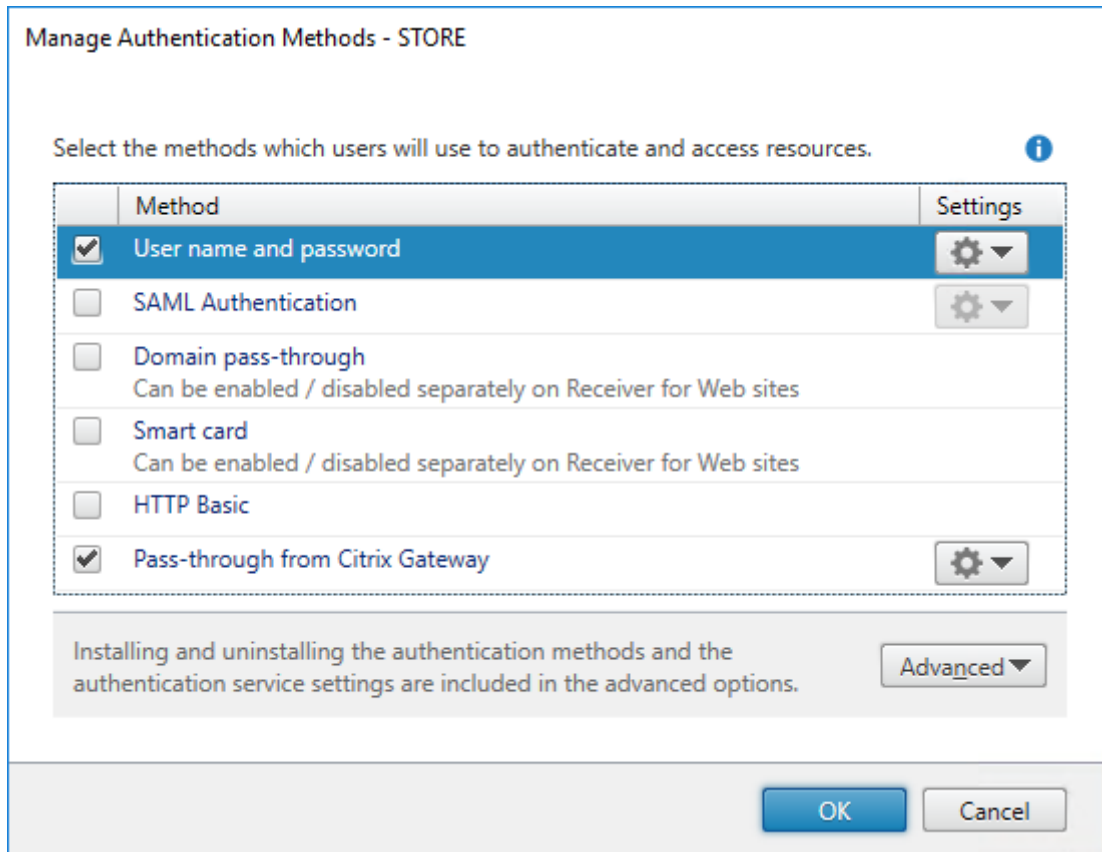 Manage Authentication Methods - STORE
Select the methods which users will use to authenticate and access resources.
Method Settings
User name and password
SAML Authentication
Domain pass-through
Can be enabled / disabled separately on Receiver for Web sites
Smart card
Can be enabled / disabled separately on Receiver for Web sites
HTTP Basic
Pass-through from Citrix Gateway
Installing and uninstalling the authentication methods and the
authentication service settings are included in the advanced options.
Advanced
OK Cancel